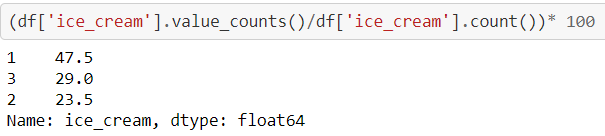 (df['ice_cream'].value_counts()/df['ice_cream'].count())* 100
1    47.5
3    29.0
2    23.5
Name: ice_cream, dtype: float64